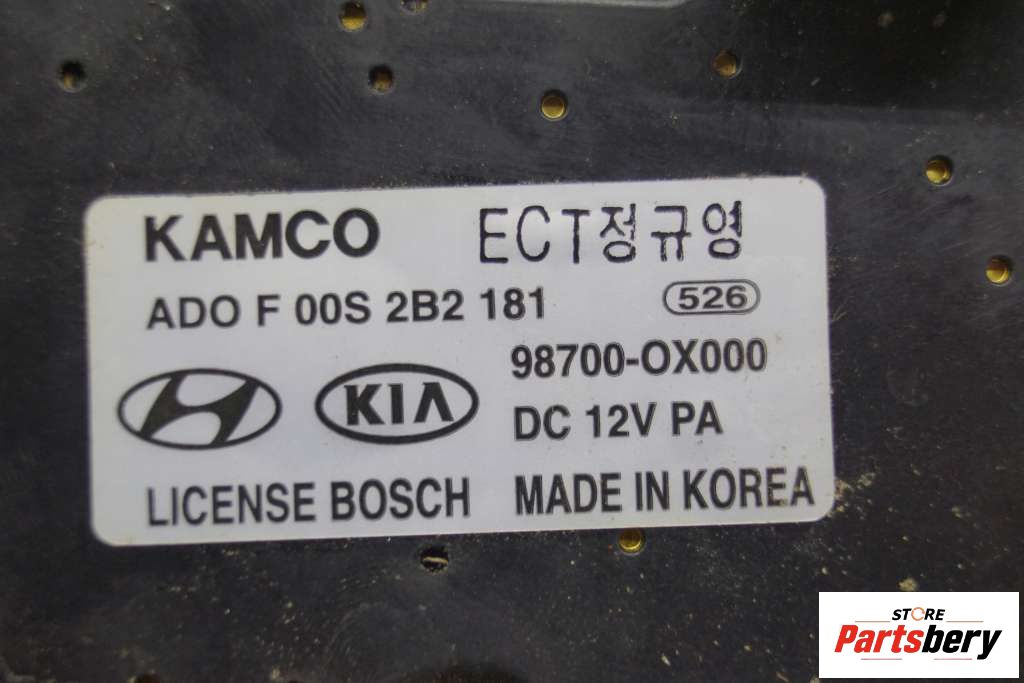 KAMCO ECT정규영
ADO F 00S 2B2 181 526
98700-OX000
KIA
DC 12V PA
LICENSE BOSCH MADE IN KOREA
STORE
Partsbery